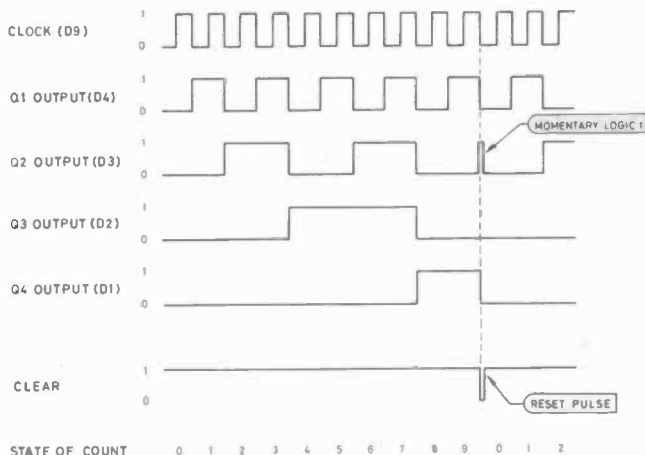 1
CLOCK (D9)
0
1
Q1 OUTPUT (D4)
0
MOMENTARY LOGIC 1
1
Q2 OUTPUT (D3)
0
1
Q3 OUTPUT (D2)
0
1
Q4 OUTPUT (D1)
0
1
CLEAR
0
RESET PULSE
STATE OF COUNT 0 1 2 3 4 5 6 7 8 9 0 1 2